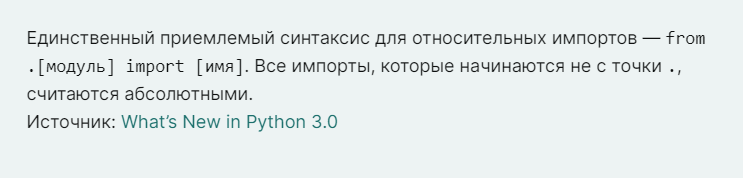 Единственный приемлемый синтаксис для относительных импортов — from
.[модуль] import [имя]. Все импорты, которые начинаются не с точки .,
считаются абсолютными.
Источник: What’s New in Python 3.0